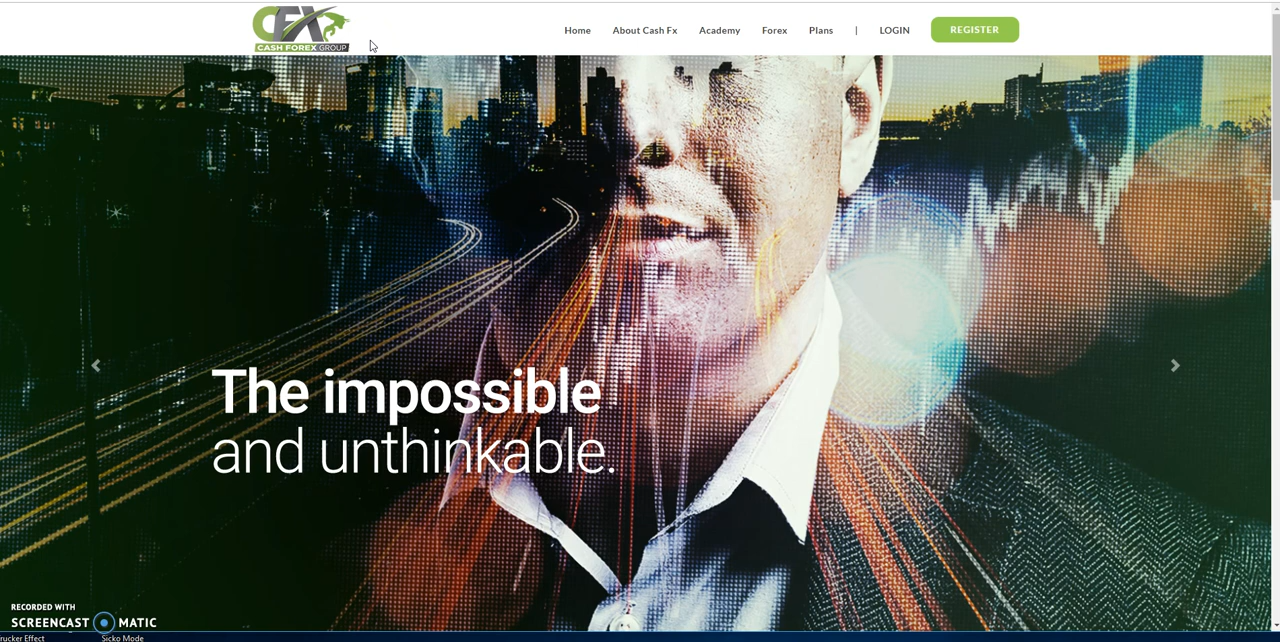 CFX
CASH FOREX GROUP
Home
About Cash Fx
Academy
Forex
Plans
|
LOGIN
REGISTER
The impossible
and unthinkable.
RECORDED WITH
SCREENCAST MATIC
rucker Effect
Sicko Mode